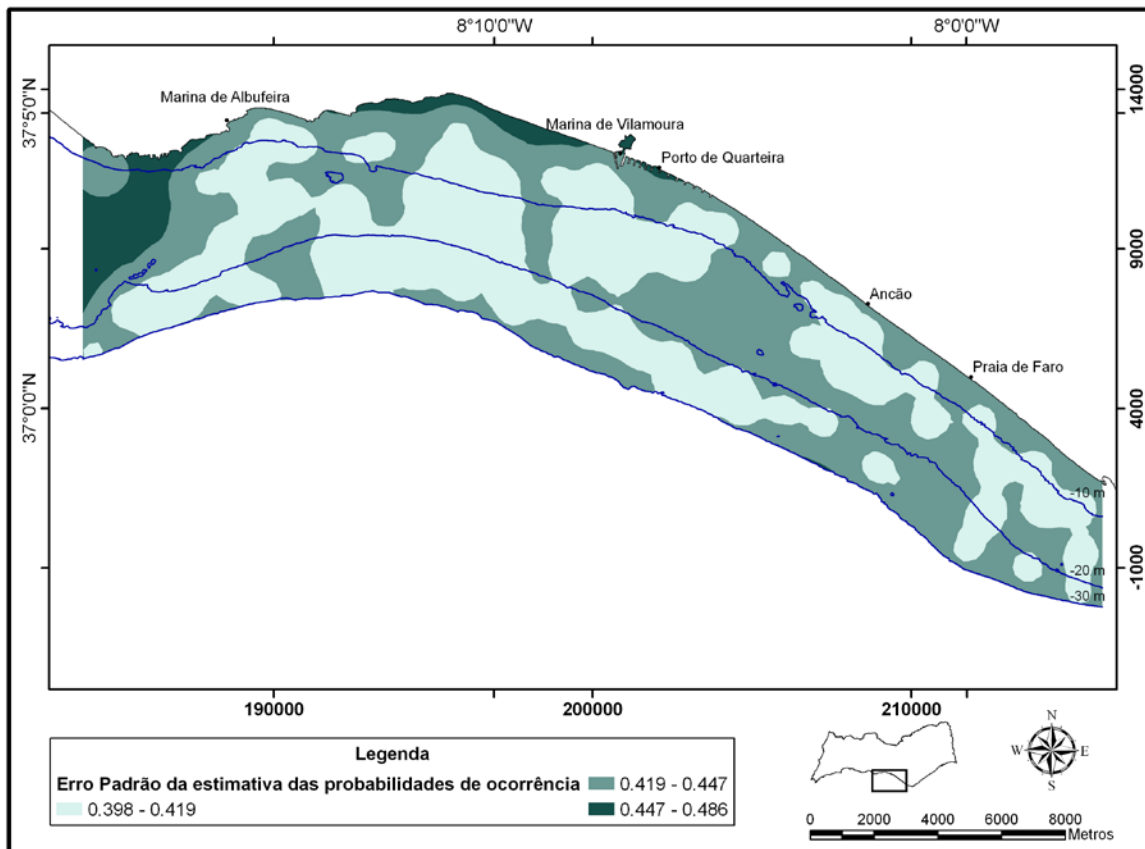 8°10'0"W
8°0'0"W
37°5'0"N
37°0'0"N
14000
9000
4000
-1000
Marina de Albufeira
Marina de Vilamoura
Porto de Quarteira
Ancão
Praia de Faro
-10 m
-20 m
-30 m
190000
200000
210000
Legenda
Erro Padrão da estimativa das probabilidades de ocorrência
0.398 - 0.419
0.419 - 0.447
0.447 - 0.486
N
W
E
S
0 2000 4000 6000 8000
Metros